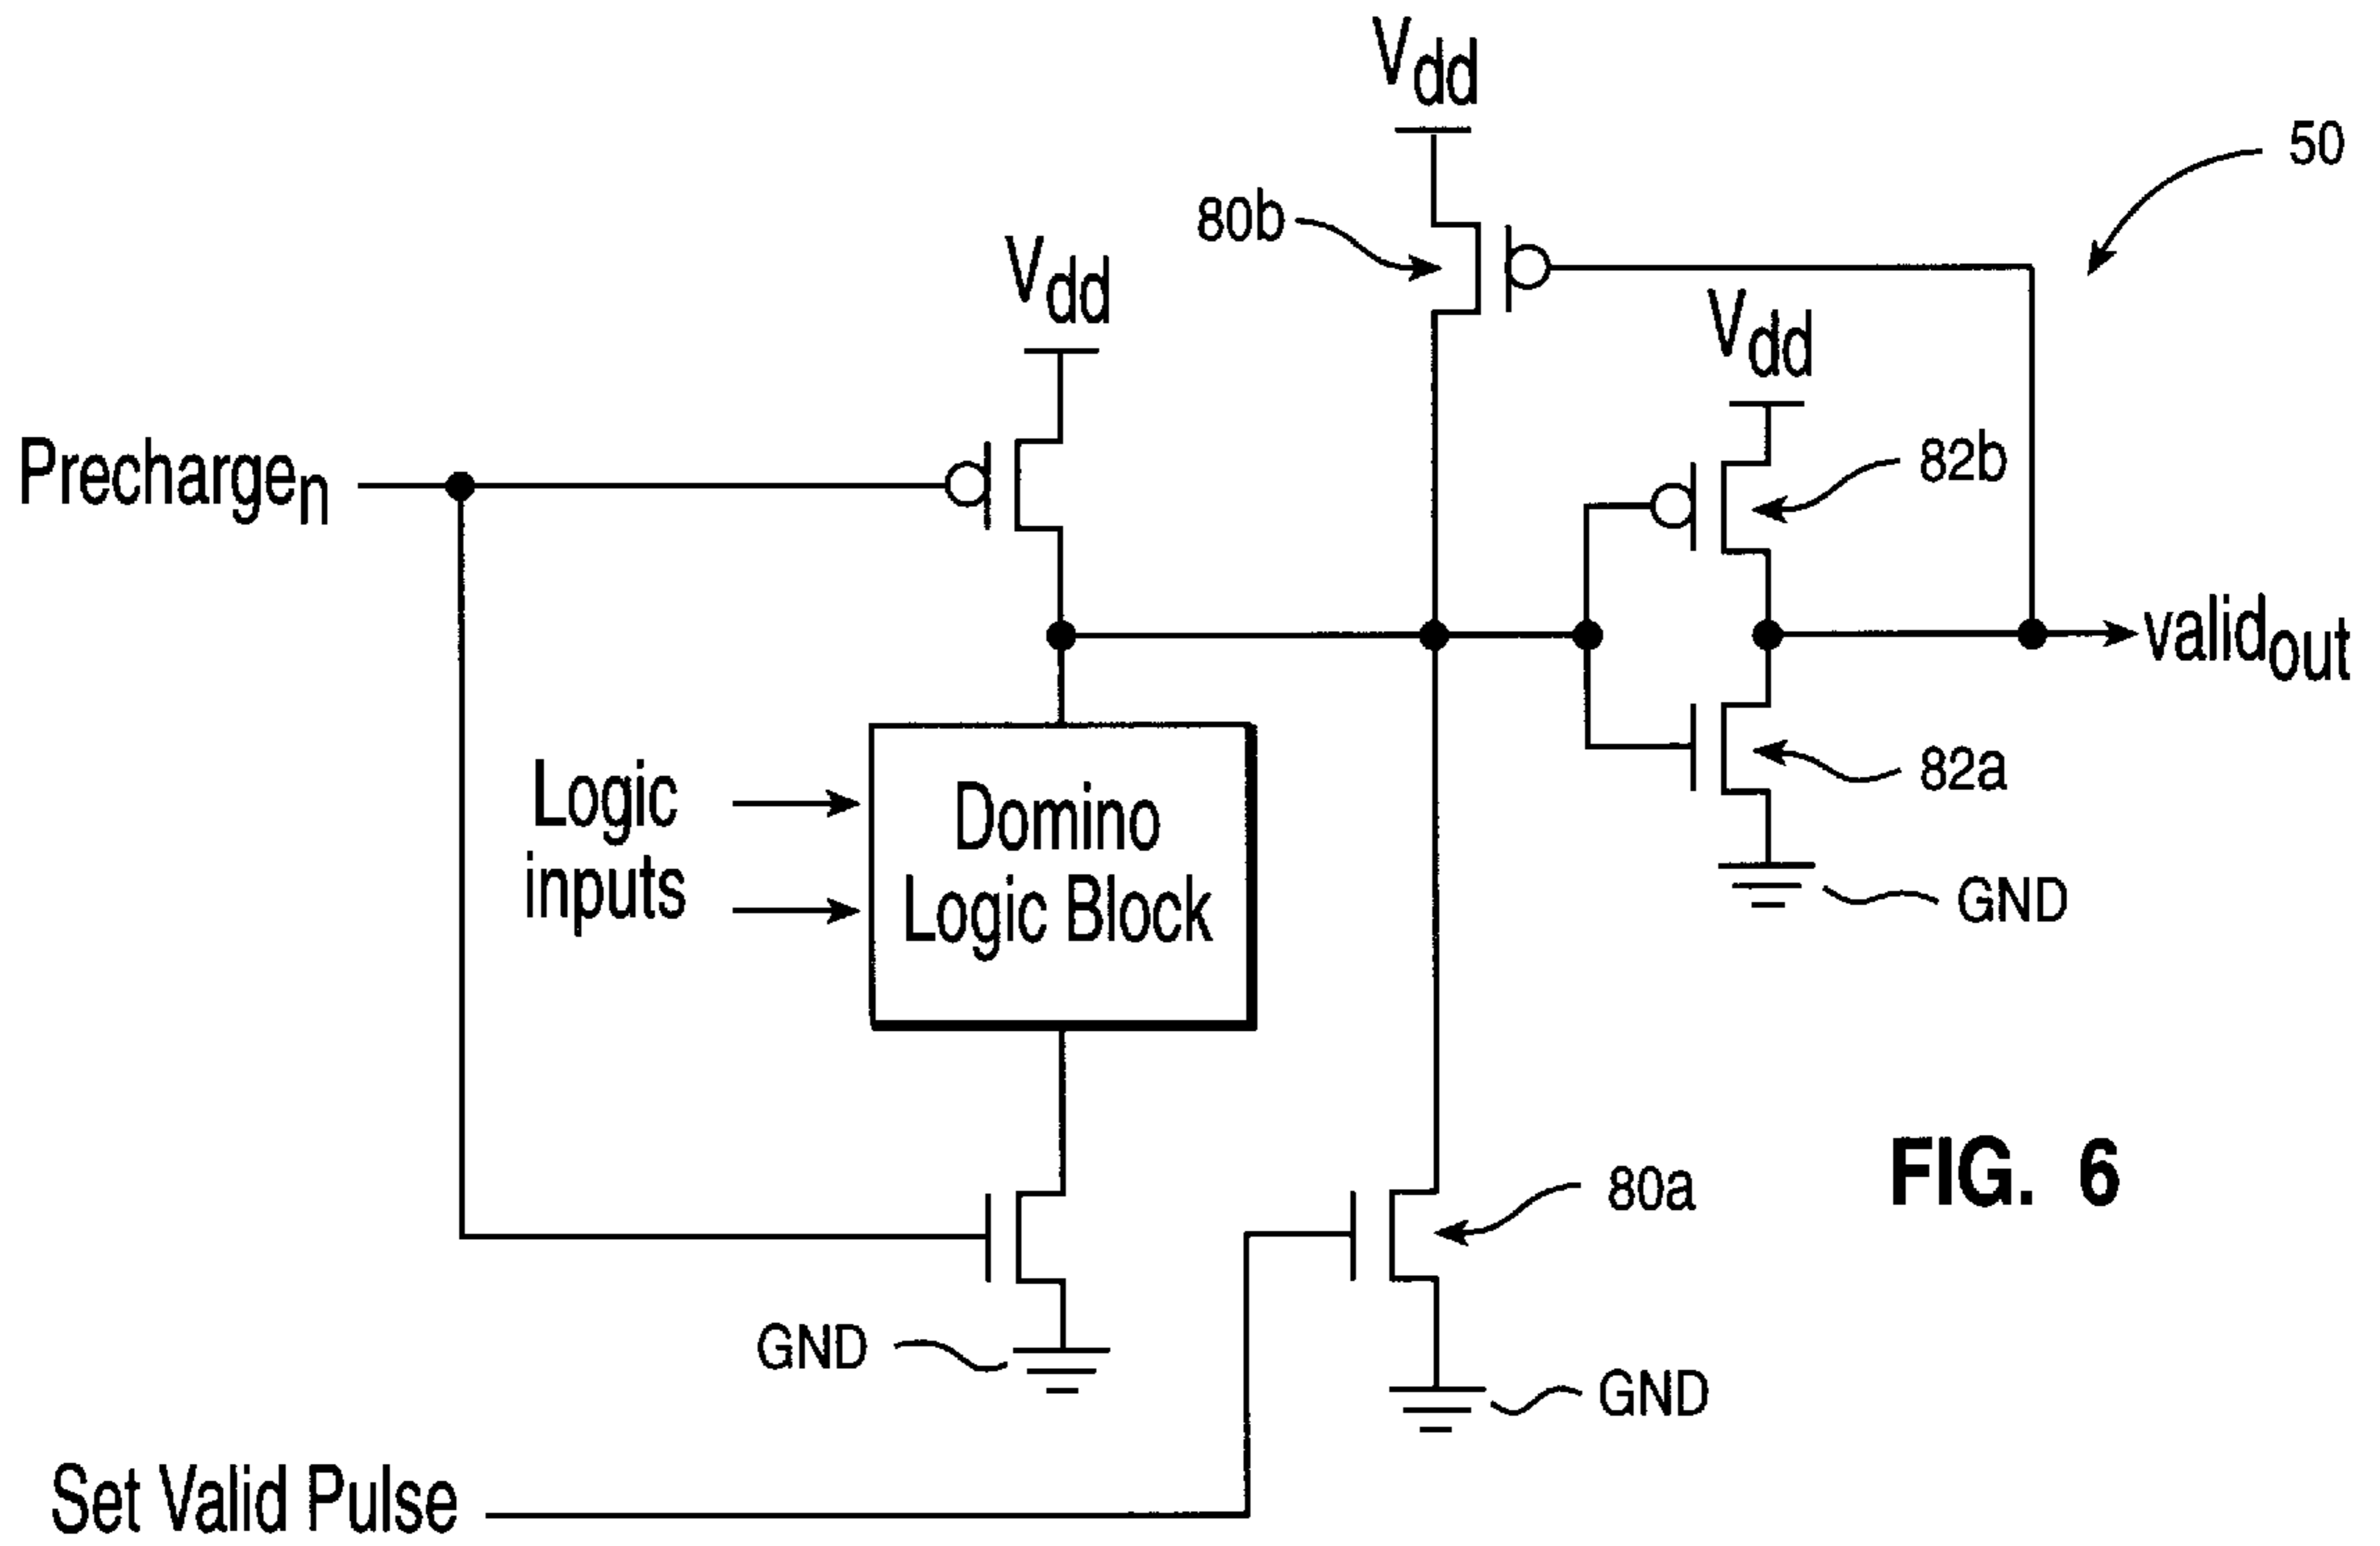 Vdd
50
80b
Vdd
Vdd
Prechargen
82b
validout
Logic
inputs
Domino
Logic Block
82a
GND
FIG. 6
80a
GND
GND
Set Valid Pulse